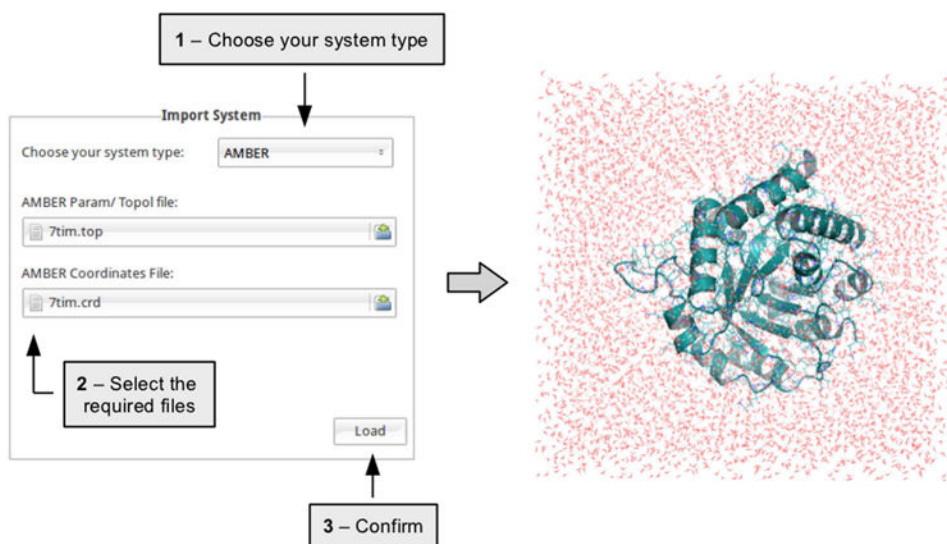 1 – Choose your system type
Import System
Choose your system type:
AMBER
AMBER Param/ Topol file:
7tim.top
AMBER Coordinates File:
7tim.crd
2 – Select the
required files
Load
3 – Confirm